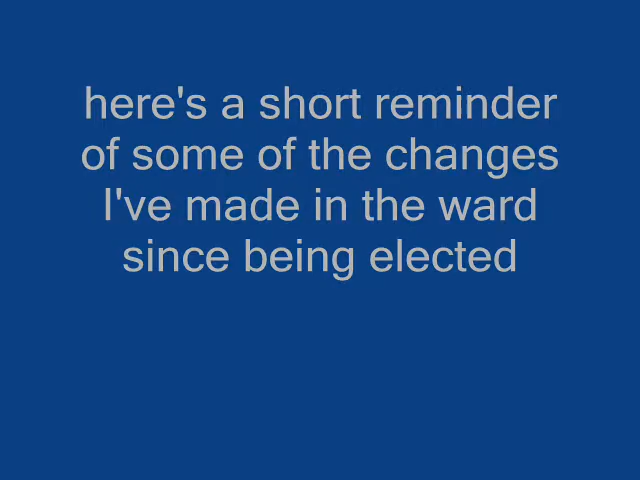 here's a short reminder
of some of the changes
I've made in the ward
since being elected